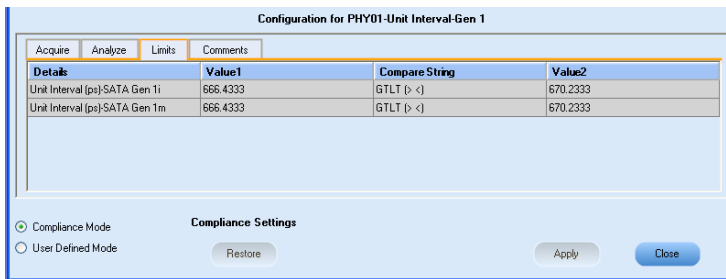 Configuration for PHY01-Unit Interval-Gen 1
Acquire Analyze Limits Comments
Details Value1 Compare String Value2
Unit Interval (ps)-SATA Gen 1i 666.4333 GTLT (> <) 670.2333
Unit Interval (ps)-SATA Gen 1m 666.4333 GTLT (> <) 670.2333
Compliance Mode Compliance Settings
User Defined Mode Restore Apply Close